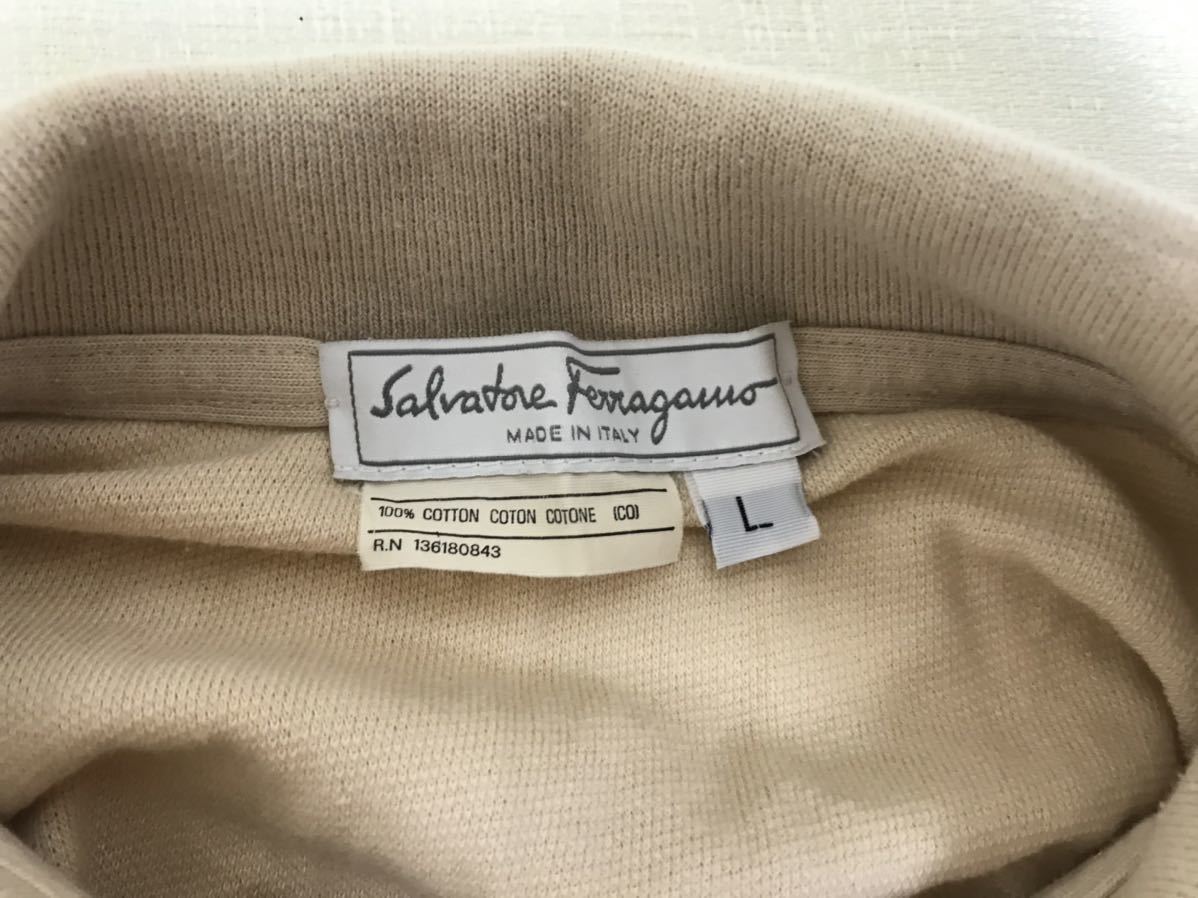 Salvatore Ferragamo
MADE IN ITALY
100% COTTON COTON COTONE (CO)
R.N 136180843
L